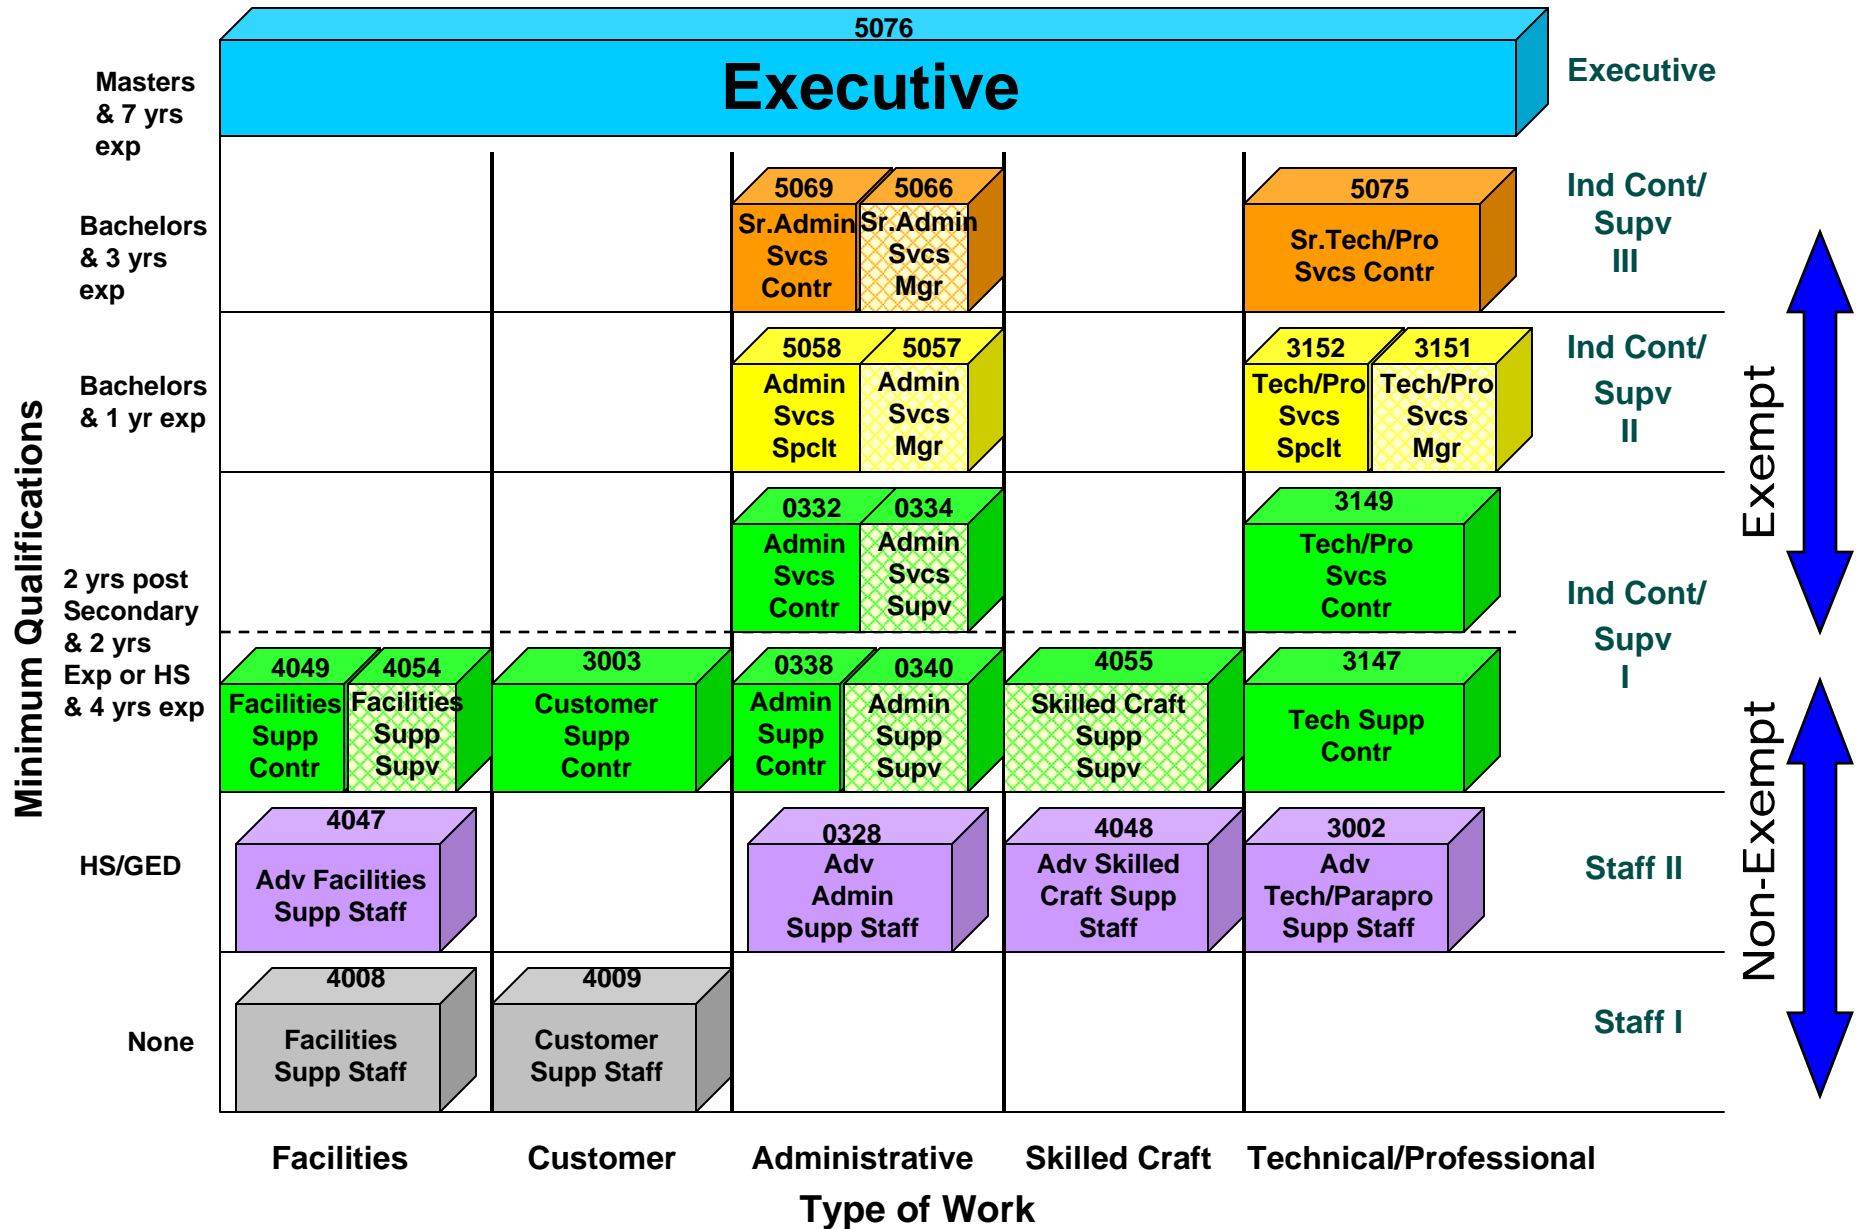 5076
Executive
Executive
Masters
& 7 yrs
exp
5069
Sr.Admin
Svcs
Contr
5066
Sr.Admin
Svcs
Mgr
5075
Sr.Tech/Pro
Svcs Contr
Ind Cont/
Supv
III
Bachelors
& 3 yrs
exp
5058
Admin
Svcs
Spclt
5057
Admin
Svcs
Mgr
3152
Tech/Pro
Svcs
Spclt
3151
Tech/Pro
Svcs
Mgr
Ind Cont/
Supv
II
Bachelors
& 1 yr exp
0332
Admin
Svcs
Contr
0334
Admin
Svcs
Supv
3149
Tech/Pro
Svcs
Contr
Ind Cont/
Supv
I
2 yrs post
Secondary
& 2 yrs
Exp or HS
& 4 yrs exp
4049
Facilities
Supp
Contr
4054
Facilities
Supp
Supv
3003
Customer
Supp
Contr
0338
Admin
Supp
Contr
0340
Admin
Supp
Supv
4055
Skilled Craft
Supp
Supv
3147
Tech Supp
Contr
HS/GED
4047
Adv Facilities
Supp Staff
0328
Adv
Admin
Supp Staff
4048
Adv Skilled
Craft Supp
Staff
3002
Adv
Tech/Parapro
Supp Staff
Staff II
None
4008
Facilities
Supp Staff
4009
Customer
Supp Staff
Staff I
Minimum Qualifications
Exempt
Non-Exempt
Facilities
Customer
Administrative
Skilled Craft
Technical/Professional
Type of Work